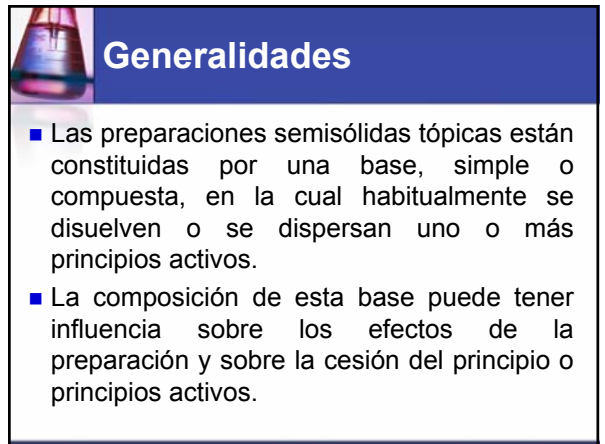 Generalidades
Las preparaciones semisólidas tópicas están
constituidas por una base, simple o
compuesta, en la cual habitualmente se
disuelven o se dispersan uno o más
principios activos.
La composición de esta base puede tener
influencia sobre los efectos de la
preparación y sobre la cesión del principio o
principios activos.